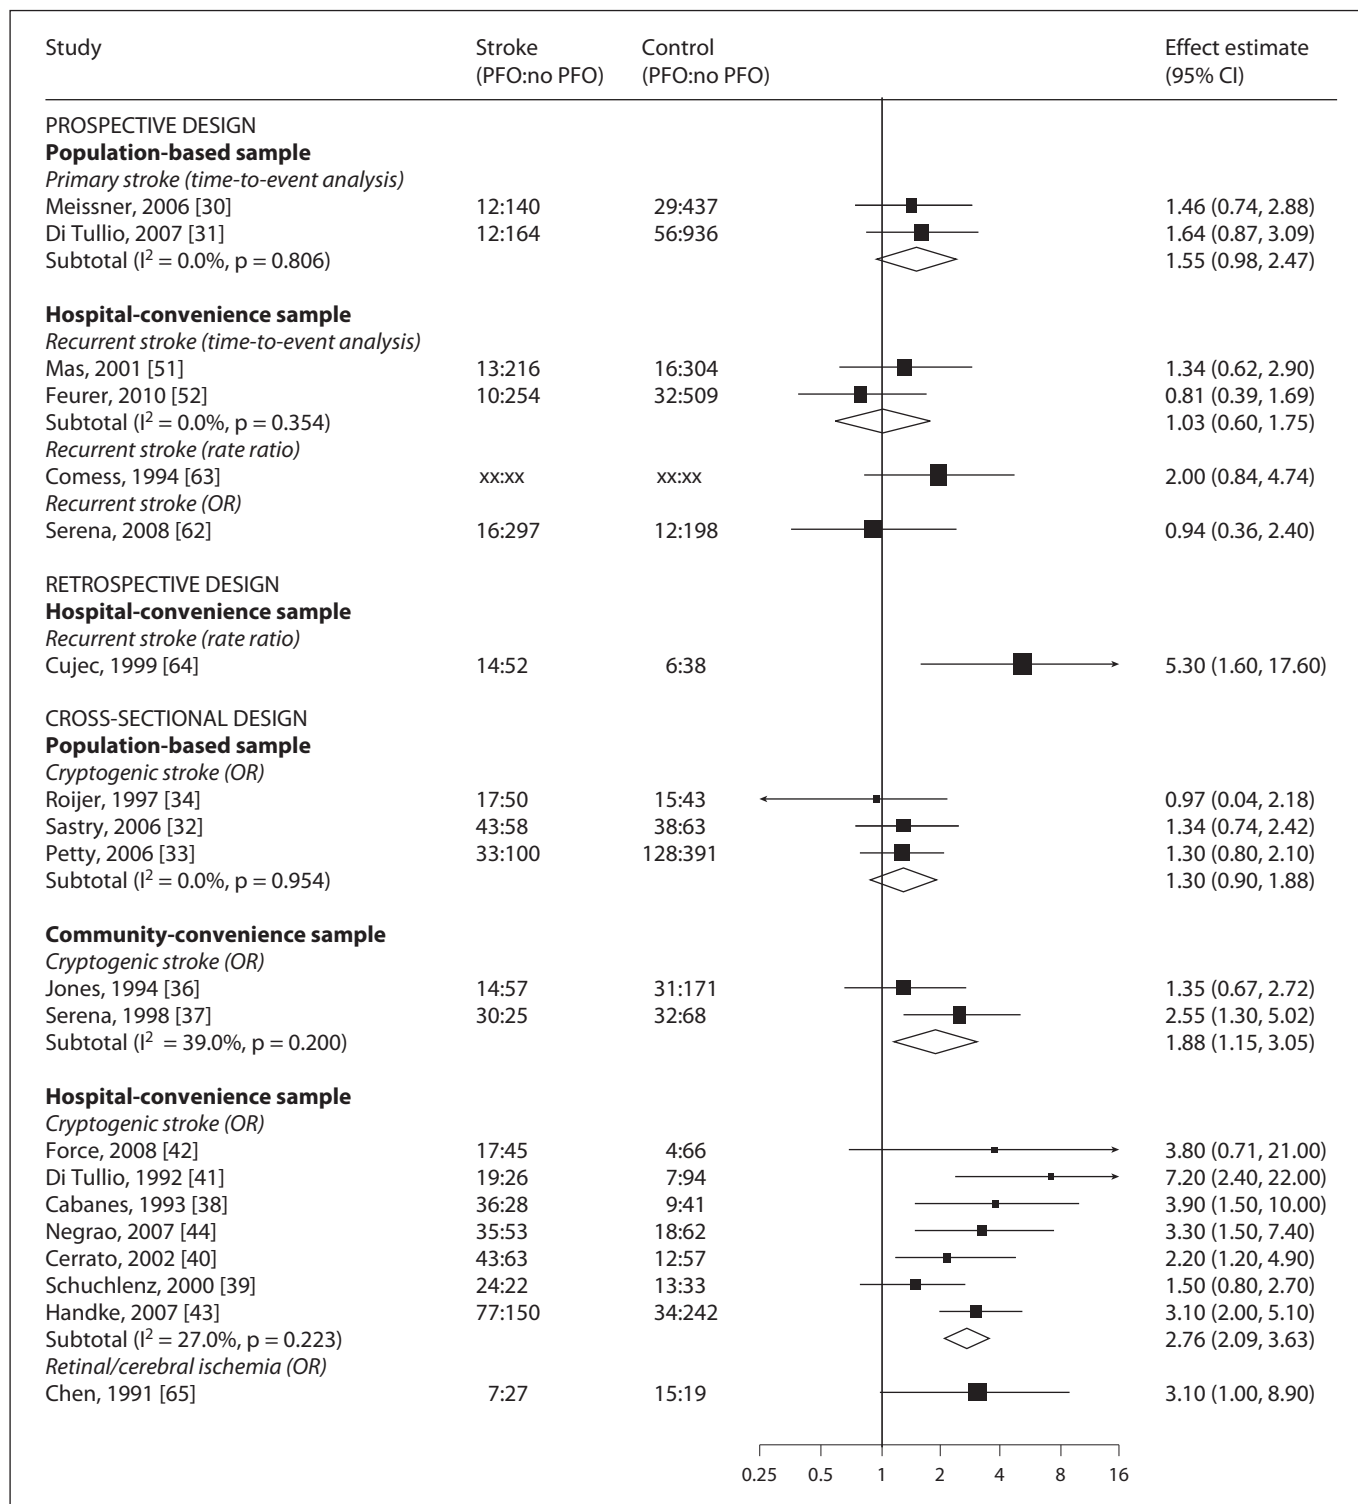 Study Stroke Control Effect estimate
(PFO:no PFO) (PFO:no PFO) (95% CI)
PROSPECTIVE DESIGN
Population-based sample
Primary stroke (time-to-event analysis)
Meissner, 2006 [30] 12:140 29:437 1.46 (0.74, 2.88)
Di Tullio, 2007 [31] 12:164 56:936 1.64 (0.87, 3.09)
Subtotal (I² = 0.0%, p = 0.806) 1.55 (0.98, 2.47)
Hospital-convenience sample
Recurrent stroke (time-to-event analysis)
Mas, 2001 [51] 13:216 16:304 1.34 (0.62, 2.90)
Feurer, 2010 [52] 10:254 32:509 0.81 (0.39, 1.69)
Subtotal (I² = 0.0%, p = 0.354) 1.03 (0.60, 1.75)
Recurrent stroke (rate ratio)
Comess, 1994 [63] xx:xx xx:xx 2.00 (0.84, 4.74)
Recurrent stroke (OR)
Serena, 2008 [62] 16:297 12:198 0.94 (0.36, 2.40)
RETROSPECTIVE DESIGN
Hospital-convenience sample
Recurrent stroke (rate ratio)
Cujec, 1999 [64] 14:52 6:38 5.30 (1.60, 17.60)
CROSS-SECTIONAL DESIGN
Population-based sample
Cryptogenic stroke (OR)
Roijer, 1997 [34] 17:50 15:43 0.97 (0.04, 2.18)
Sastry, 2006 [32] 43:58 38:63 1.34 (0.74, 2.42)
Petty, 2006 [33] 33:100 128:391 1.30 (0.80, 2.10)
Subtotal (I² = 0.0%, p = 0.954) 1.30 (0.90, 1.88)
Community-convenience sample
Cryptogenic stroke (OR)
Jones, 1994 [36] 14:57 31:171 1.35 (0.67, 2.72)
Serena, 1998 [37] 30:25 32:68 2.55 (1.30, 5.02)
Subtotal (I² = 39.0%, p = 0.200) 1.88 (1.15, 3.05)
Hospital-convenience sample
Cryptogenic stroke (OR)
Force, 2008 [42] 17:45 4:66 3.80 (0.71, 21.00)
Di Tullio, 1992 [41] 19:26 7:94 7.20 (2.40, 22.00)
Cabanes, 1993 [38] 36:28 9:41 3.90 (1.50, 10.00)
Negrao, 2007 [44] 35:53 18:62 3.30 (1.50, 7.40)
Cerrato, 2002 [40] 43:63 12:57 2.20 (1.20, 4.90)
Schuchlenz, 2000 [39] 24:22 13:33 1.50 (0.80, 2.70)
Handke, 2007 [43] 77:150 34:242 3.10 (2.00, 5.10)
Subtotal (I² = 27.0%, p = 0.223) 2.76 (2.09, 3.63)
Retinal/cerebral ischemia (OR)
Chen, 1991 [65] 7:27 15:19 3.10 (1.00, 8.90)
0.25 0.5 1 2 4 8 16